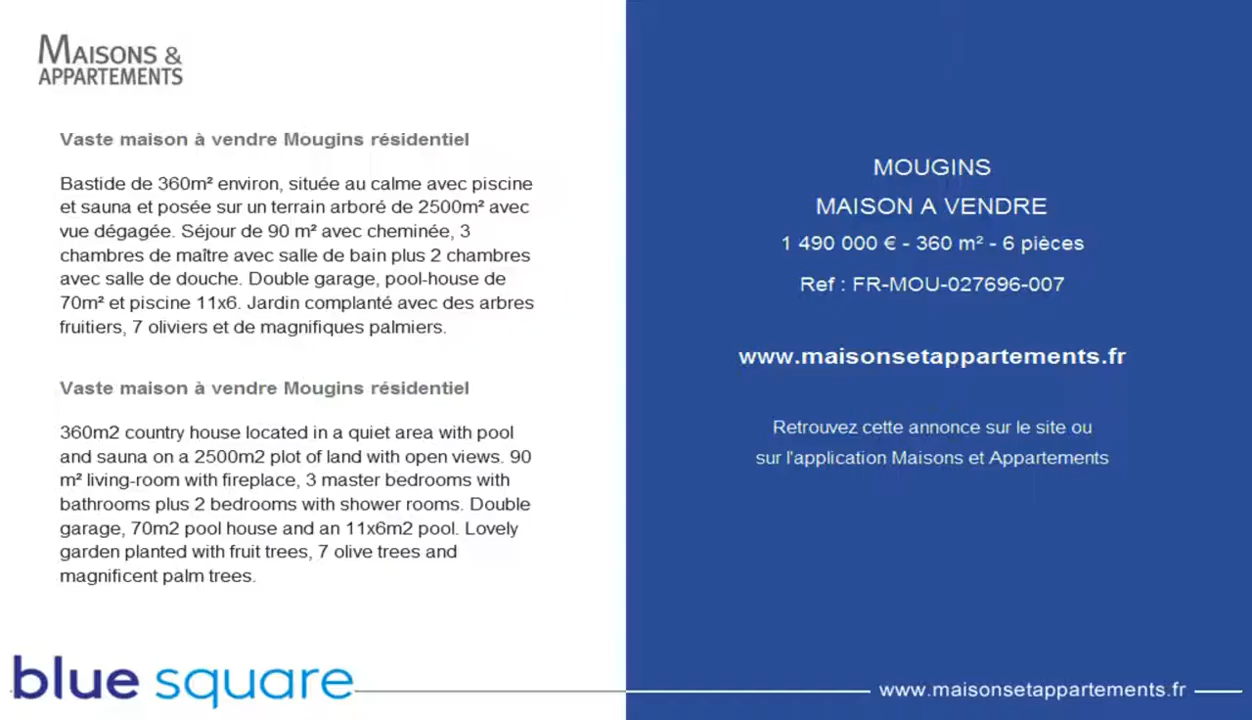 MAISONS &
APPARTEMENTS
Vaste maison à vendre Mougins résidentiel
Bastide de 360m² environ, située au calme avec piscine
et sauna et posée sur un terrain arboré de 2500m² avec
vue dégagée. Séjour de 90 m² avec cheminée, 3
chambres de maître avec salle de bain plus 2 chambres
avec salle de douche. Double garage, pool-house de
70m² et piscine 11x6. Jardin complanté avec des arbres
fruitiers, 7 oliviers et de magnifiques palmiers.
Vaste maison à vendre Mougins résidentiel
360m2 country house located in a quiet area with pool
and sauna on a 2500m2 plot of land with open views. 90
m² living-room with fireplace, 3 master bedrooms with
bathrooms plus 2 bedrooms with shower rooms. Double
garage, 70m2 pool house and an 11x6m2 pool. Lovely
garden planted with fruit trees, 7 olive trees and
magnificent palm trees.
blue square
MOUGINS
MAISON A VENDRE
1 490 000 € - 360 m² - 6 pièces
Ref : FR-MOU-027696-007
www.maisonsetappartements.fr
Retrouvez cette annonce sur le site ou
sur l'application Maisons et Appartements
www.maisonsetappartements.fr